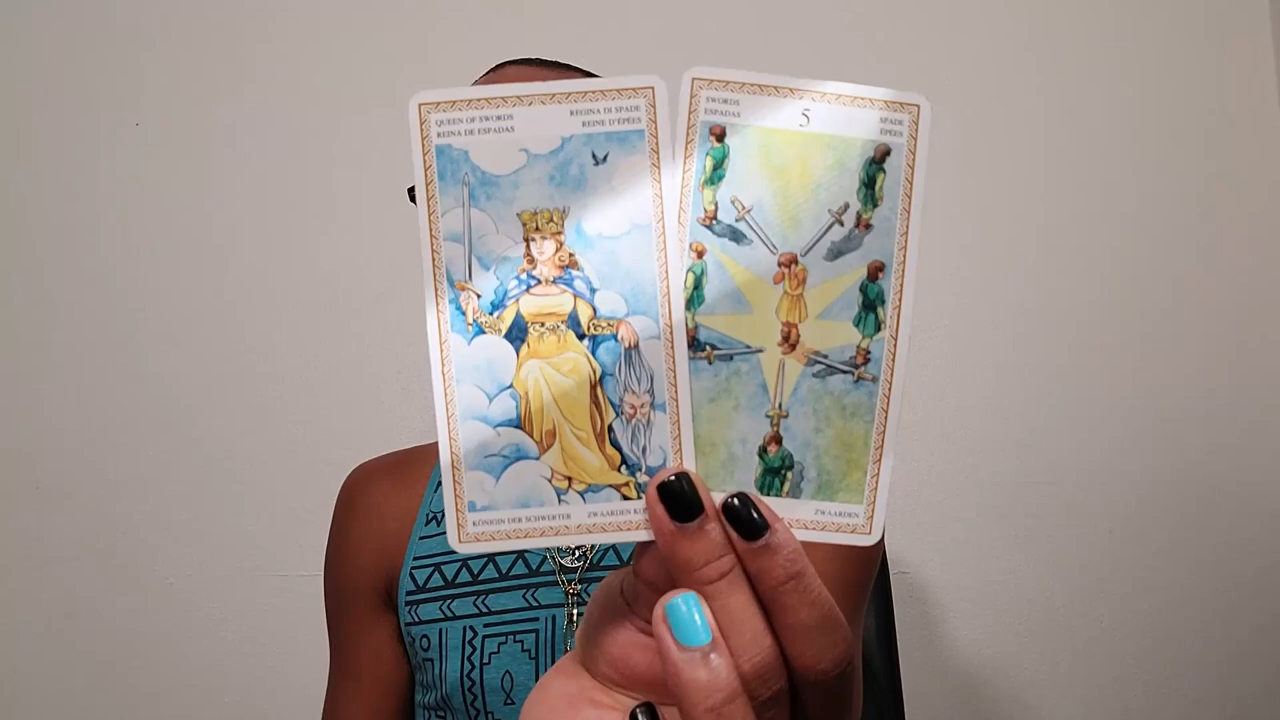 QUEEN OF SWORDS
REINA DE ESPADAS
REGINA DI SPADE
REINE D'ÉPÉES
KÖNIGIN DER SCHWERTER
ZWAARDEN
SWORDS
ESPADAS
5
SPADE
ÉPÉES
ZWAARDEN